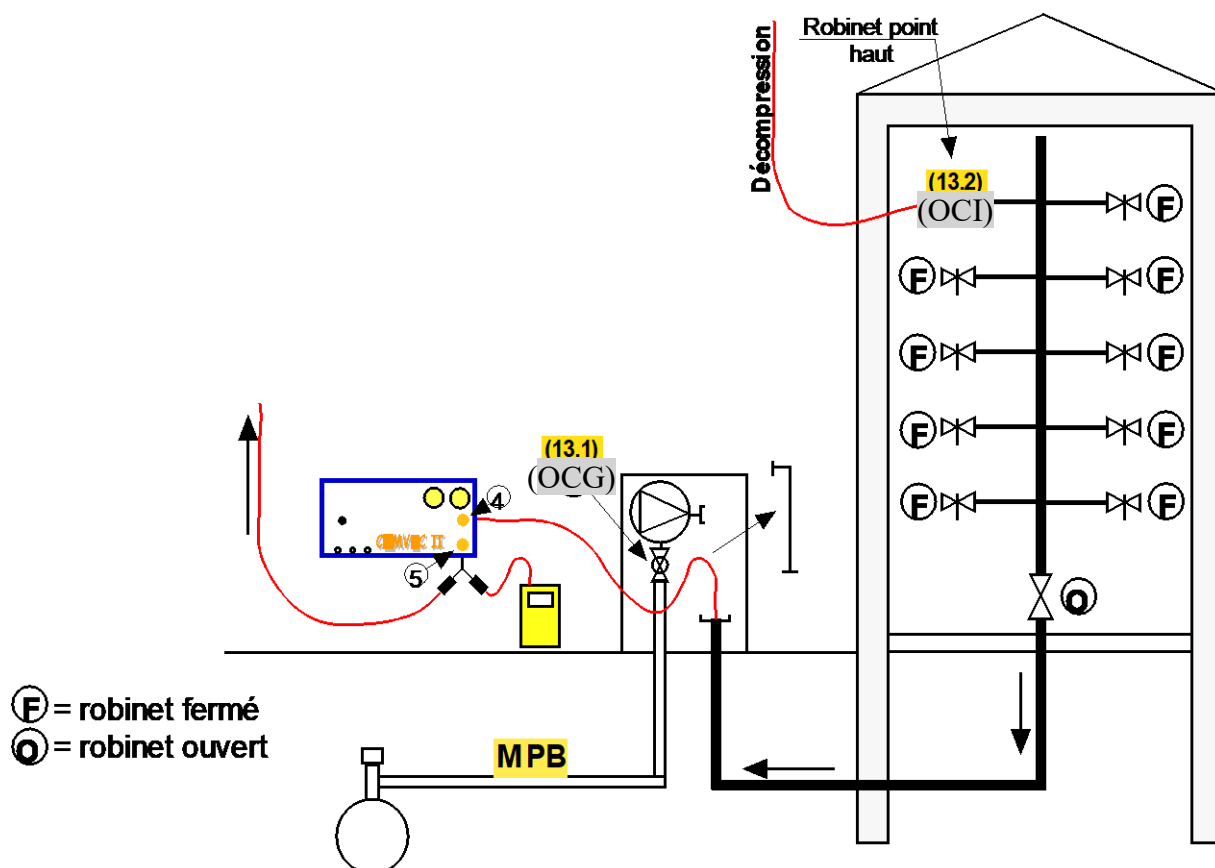 Décompression
Robinet point
haut
(13.2)
(OCI)
F
F
F
F
F
F
F
F
F
(13.1)
(OCG)
4
5
O
F = robinet fermé
O = robinet ouvert
MPB